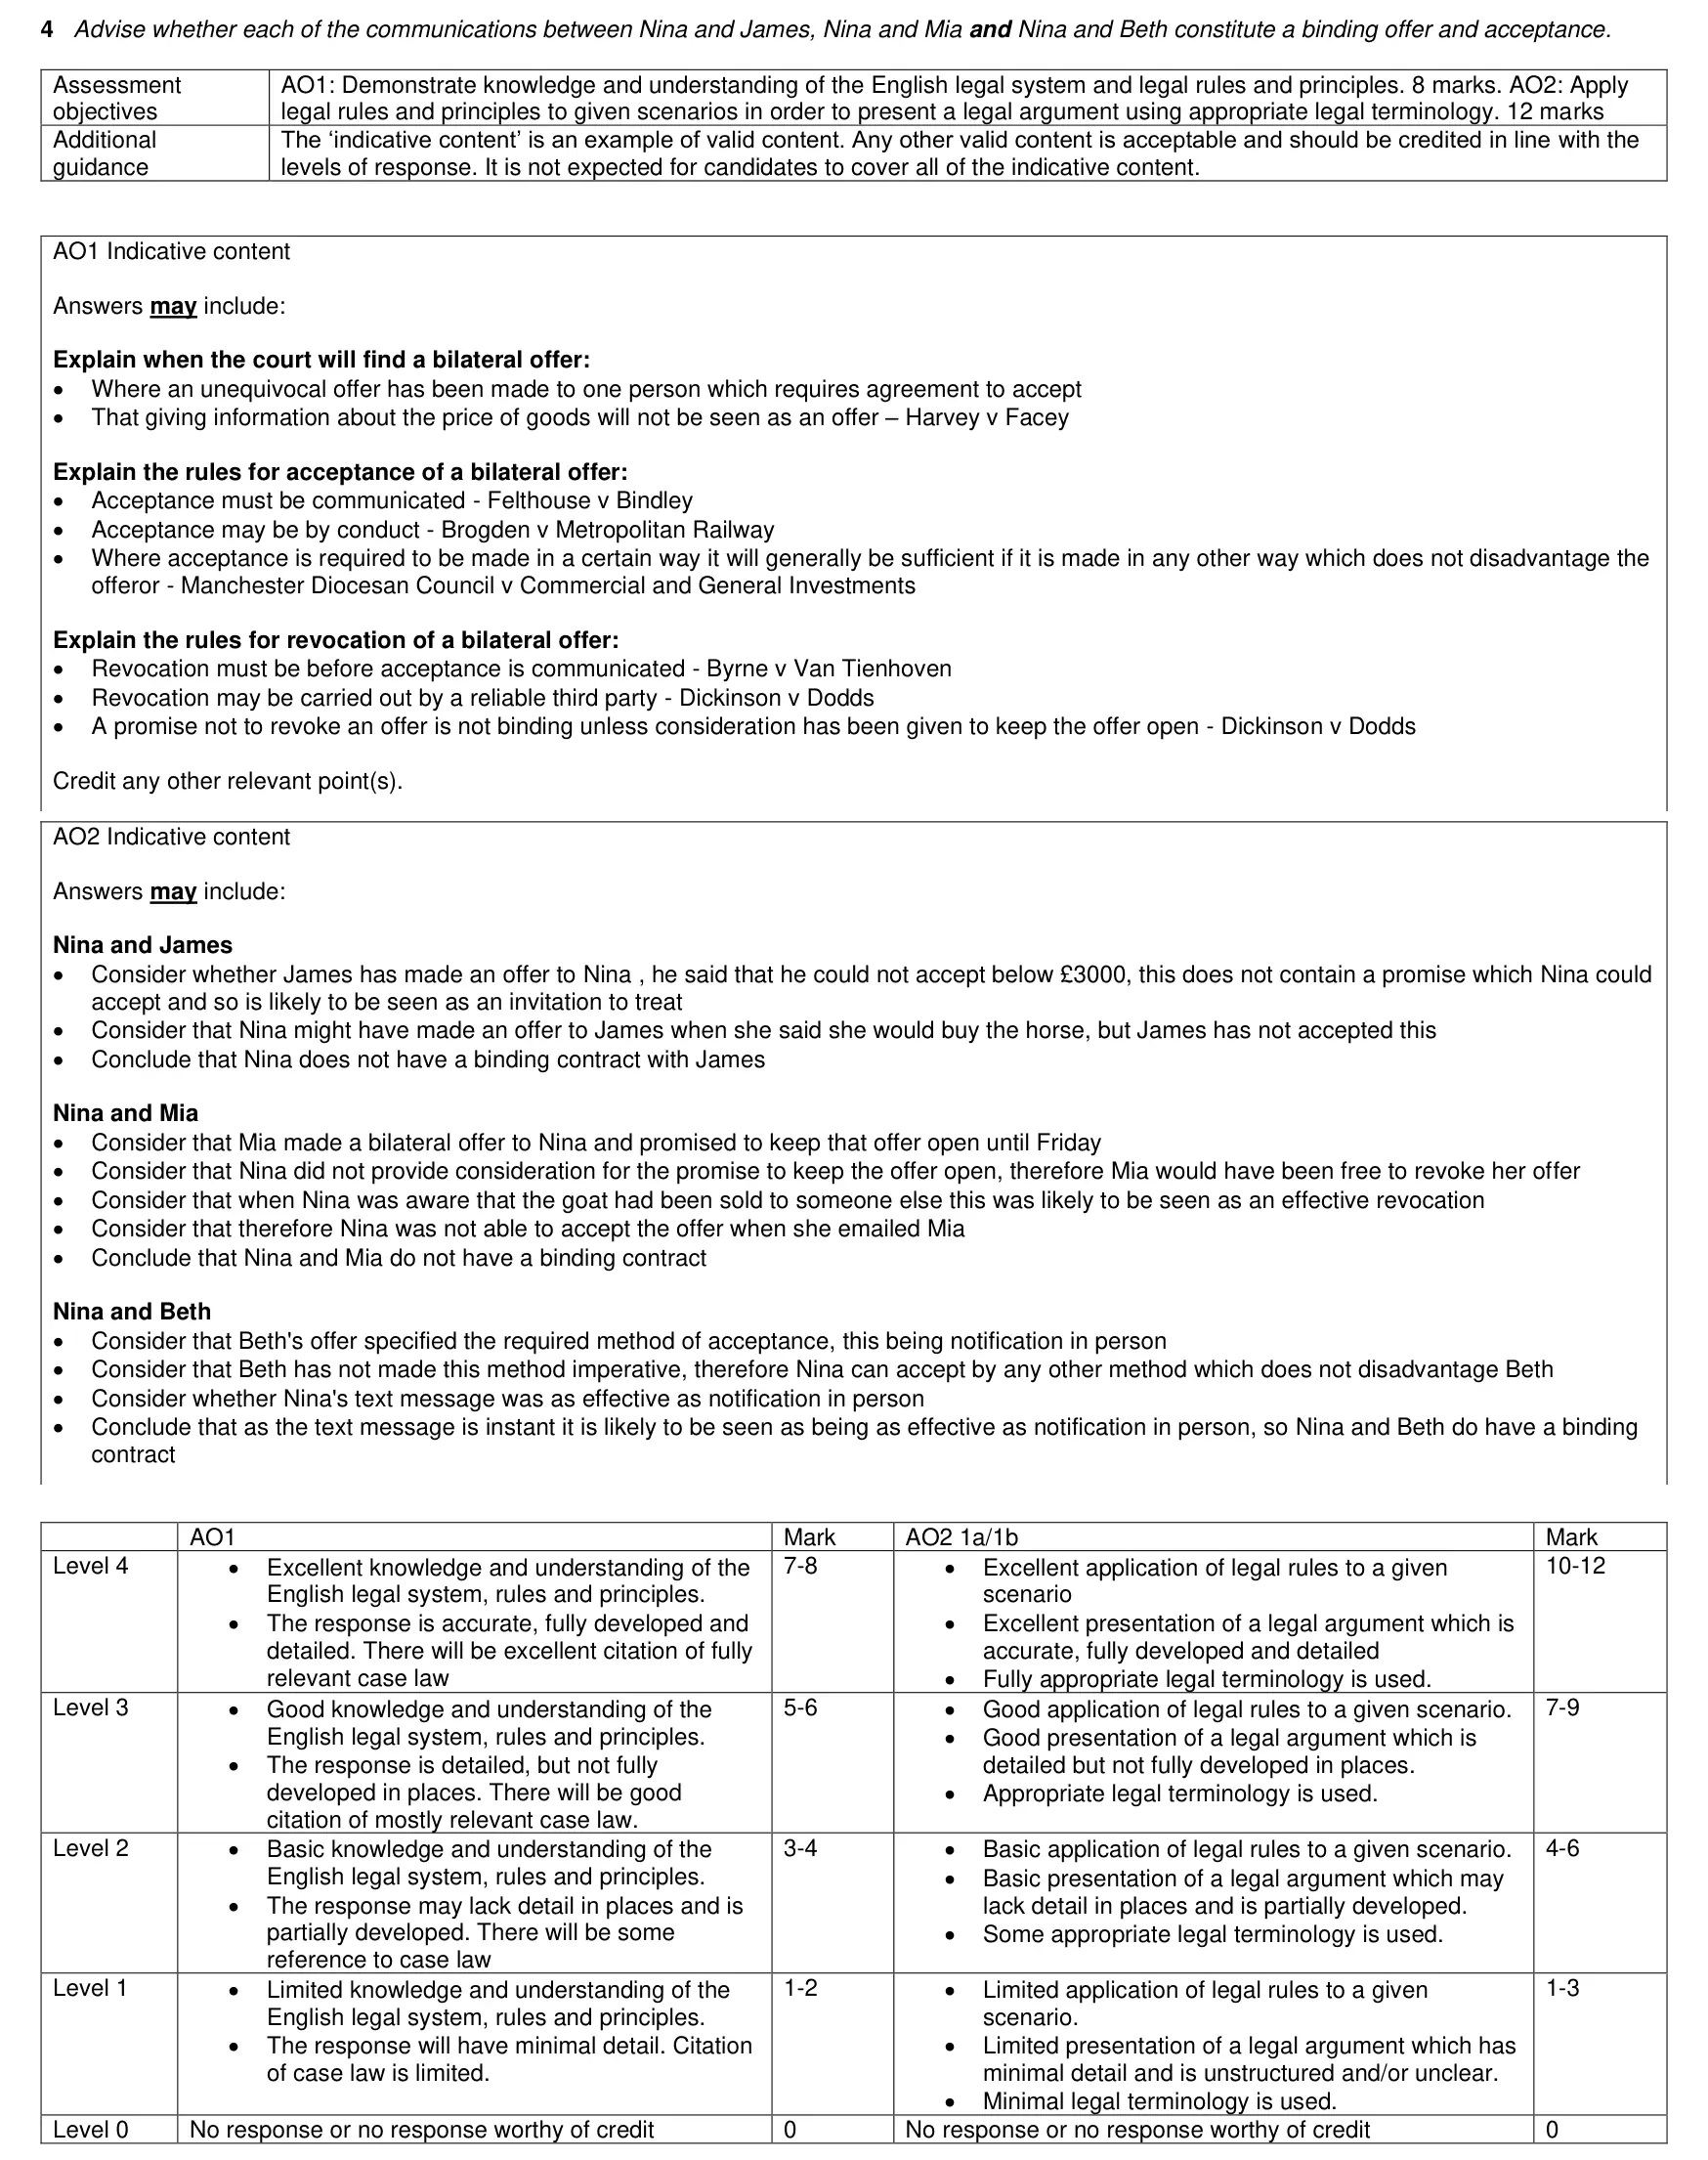 4 Advise whether each of the communications between Nina and James, Nina and Mia and Nina and Beth constitute a binding offer and acceptance.
Assessment
objectives
AO1: Demonstrate knowledge and understanding of the English legal system and legal rules and principles. 8 marks. AO2: Apply
legal rules and principles to given scenarios in order to present a legal argument using appropriate legal terminology. 12 marks
Additional
guidance
The ‘indicative content’ is an example of valid content. Any other valid content is acceptable and should be credited in line with the
levels of response. It is not expected for candidates to cover all of the indicative content.
AO1 Indicative content
Answers may include:
Explain when the court will find a bilateral offer:
• Where an unequivocal offer has been made to one person which requires agreement to accept
• That giving information about the price of goods will not be seen as an offer – Harvey v Facey
Explain the rules for acceptance of a bilateral offer:
• Acceptance must be communicated - Felthouse v Bindley
• Acceptance may be by conduct - Brogden v Metropolitan Railway
• Where acceptance is required to be made in a certain way it will generally be sufficient if it is made in any other way which does not disadvantage the
offeror - Manchester Diocesan Council v Commercial and General Investments
Explain the rules for revocation of a bilateral offer:
• Revocation must be before acceptance is communicated - Byrne v Van Tienhoven
• Revocation may be carried out by a reliable third party - Dickinson v Dodds
• A promise not to revoke an offer is not binding unless consideration has been given to keep the offer open - Dickinson v Dodds
Credit any other relevant point(s).
AO2 Indicative content
Answers may include:
Nina and James
• Consider whether James has made an offer to Nina , he said that he could not accept below £3000, this does not contain a promise which Nina could
accept and so is likely to be seen as an invitation to treat
• Consider that Nina might have made an offer to James when she said she would buy the horse, but James has not accepted this
• Conclude that Nina does not have a binding contract with James
Nina and Mia
• Consider that Mia made a bilateral offer to Nina and promised to keep that offer open until Friday
• Consider that Nina did not provide consideration for the promise to keep the offer open, therefore Mia would have been free to revoke her offer
• Consider that when Nina was aware that the goat had been sold to someone else this was likely to be seen as an effective revocation
• Consider that therefore Nina was not able to accept the offer when she emailed Mia
• Conclude that Nina and Mia do not have a binding contract
Nina and Beth
• Consider that Beth's offer specified the required method of acceptance, this being notification in person
• Consider that Beth has not made this method imperative, therefore Nina can accept by any other method which does not disadvantage Beth
• Consider whether Nina's text message was as effective as notification in person
• Conclude that as the text message is instant it is likely to be seen as being as effective as notification in person, so Nina and Beth do have a binding
contract
AO1 Mark AO2 1a/1b Mark
Level 4
• Excellent knowledge and understanding of the
English legal system, rules and principles.
• The response is accurate, fully developed and
detailed. There will be excellent citation of fully
relevant case law
7-8
• Excellent application of legal rules to a given
scenario
• Excellent presentation of a legal argument which is
accurate, fully developed and detailed
• Fully appropriate legal terminology is used.
10-12
Level 3
• Good knowledge and understanding of the
English legal system, rules and principles.
• The response is detailed, but not fully
developed in places. There will be good
citation of mostly relevant case law.
5-6
• Good application of legal rules to a given scenario.
• Good presentation of a legal argument which is
detailed but not fully developed in places.
• Appropriate legal terminology is used.
7-9
Level 2
• Basic knowledge and understanding of the
English legal system, rules and principles.
• The response may lack detail in places and is
partially developed. There will be some
reference to case law
3-4
• Basic application of legal rules to a given scenario.
• Basic presentation of a legal argument which may
lack detail in places and is partially developed.
• Some appropriate legal terminology is used.
4-6
Level 1
• Limited knowledge and understanding of the
English legal system, rules and principles.
• The response will have minimal detail. Citation
of case law is limited.
1-2
• Limited application of legal rules to a given
scenario.
• Limited presentation of a legal argument which has
minimal detail and is unstructured and/or unclear.
• Minimal legal terminology is used.
1-3
Level 0
No response or no response worthy of credit
0
No response or no response worthy of credit
0